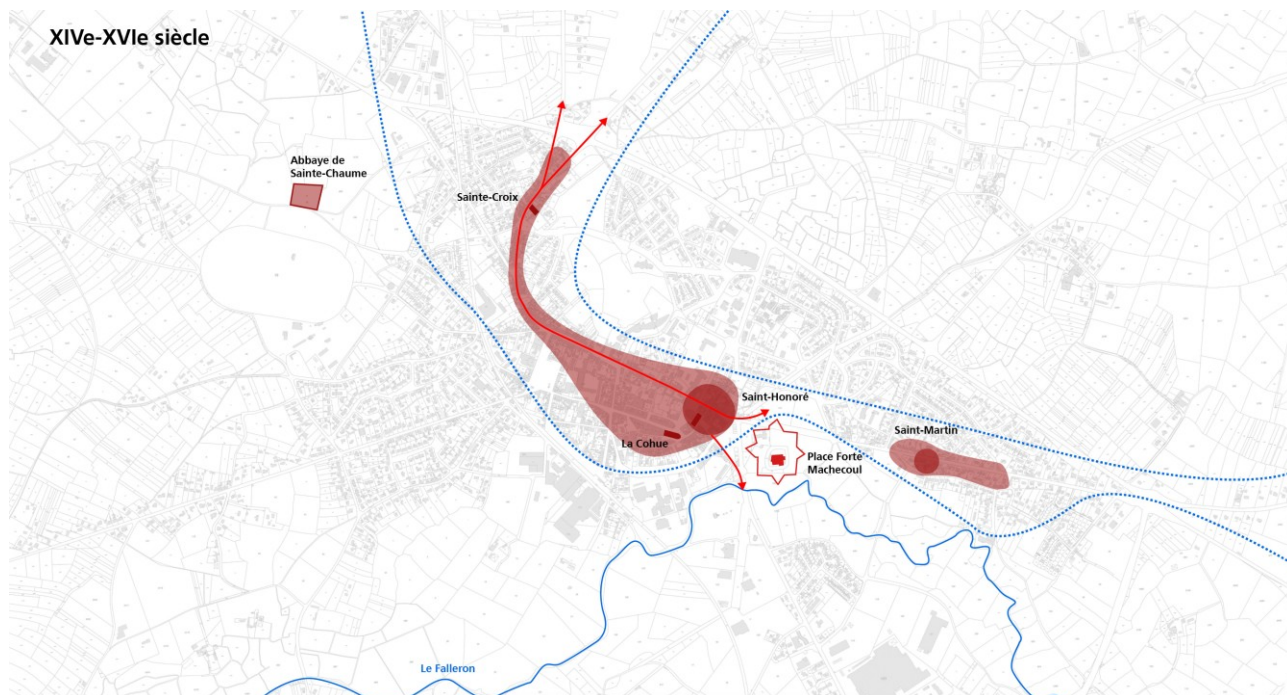 XIVe-XVIe siècle
Abbaye de
Sainte-Chaume
Sainte-Croix
Saint-Honoré
La Cohue
Saint-Martin
Place Forte
Machecoul
Le Falleron